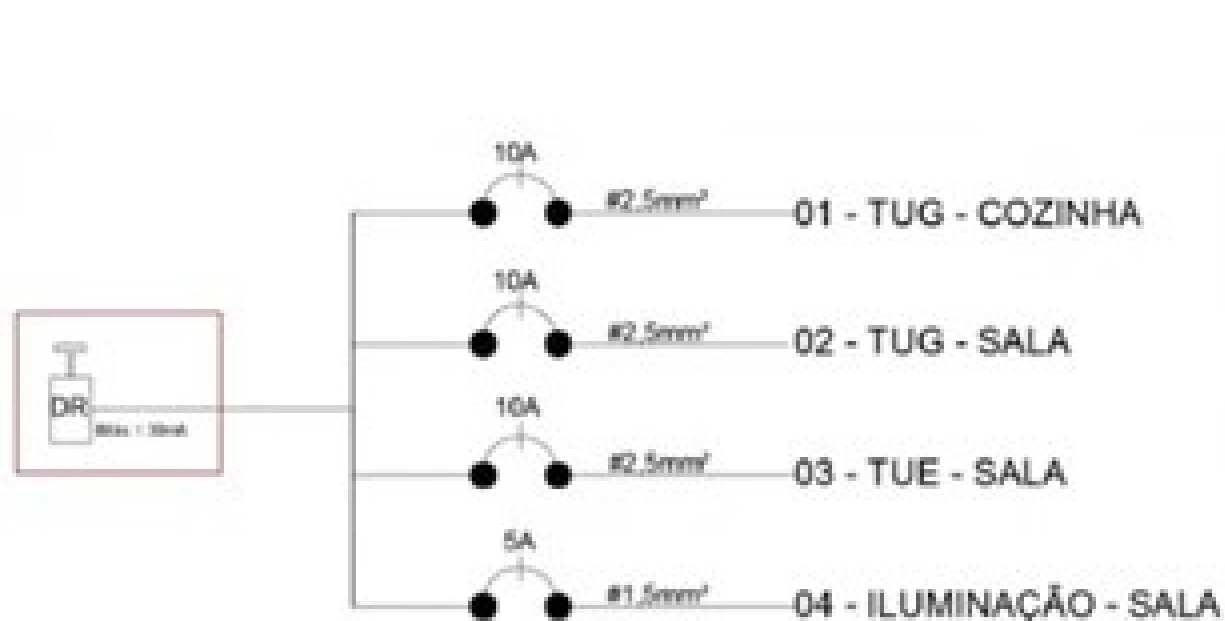 10A
#2,5mm² 01 - TUG - COZINHA
10A
#2,5mm² 02 - TUG - SALA
DR
10A
#2,5mm² 03 - TUE - SALA
5A
#1,5mm² 04 - ILUMINAÇÃO - SALA